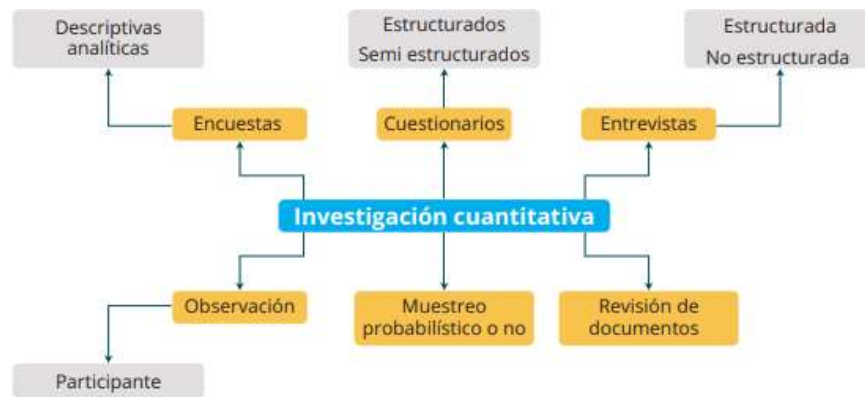 Descriptivas
analíticas
Estructurados
Semi estructurados
Estructurada
No estructurada
Encuestas
Cuestionarios
Entrevistas
Investigación cuantitativa
Observación
Muestreo
probabilístico o no
Revisión de
documentos
Participante